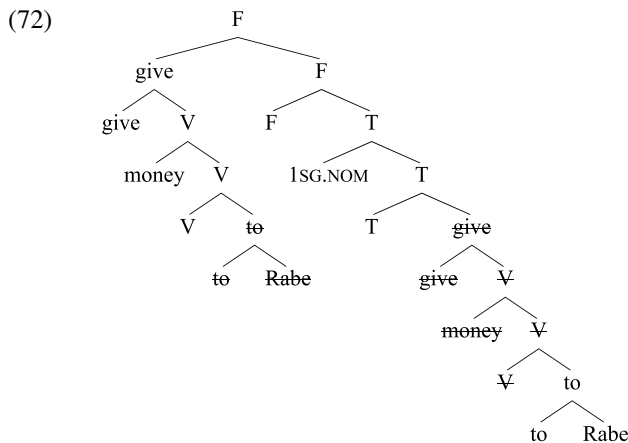 (72)
F
give F
give V F T
money V 1SG.NOM T
V to T give
to Rabe give V
money V
V to
to Rabe